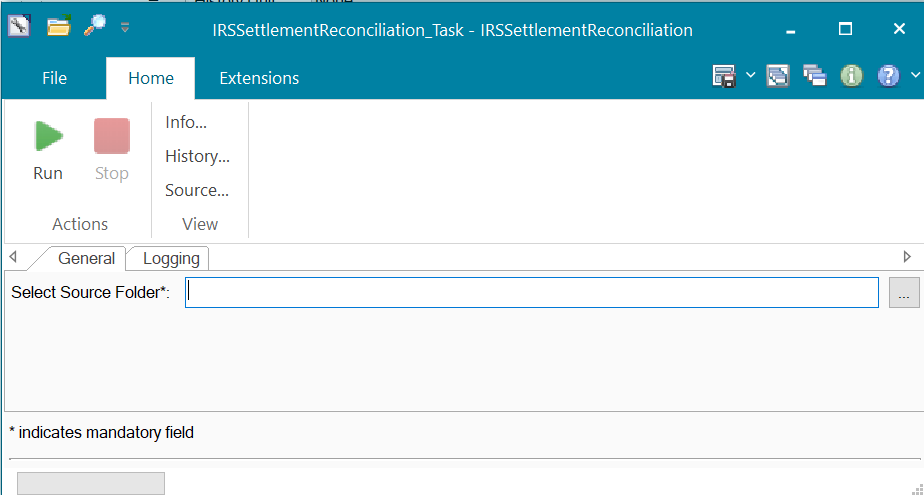 IRSSettlementReconciliation_Task - IRSSettlementReconciliation
File Home Extensions
Run Stop
Info...
History...
Source...
Actions View
General Logging
Select Source Folder*: ...
* indicates mandatory field